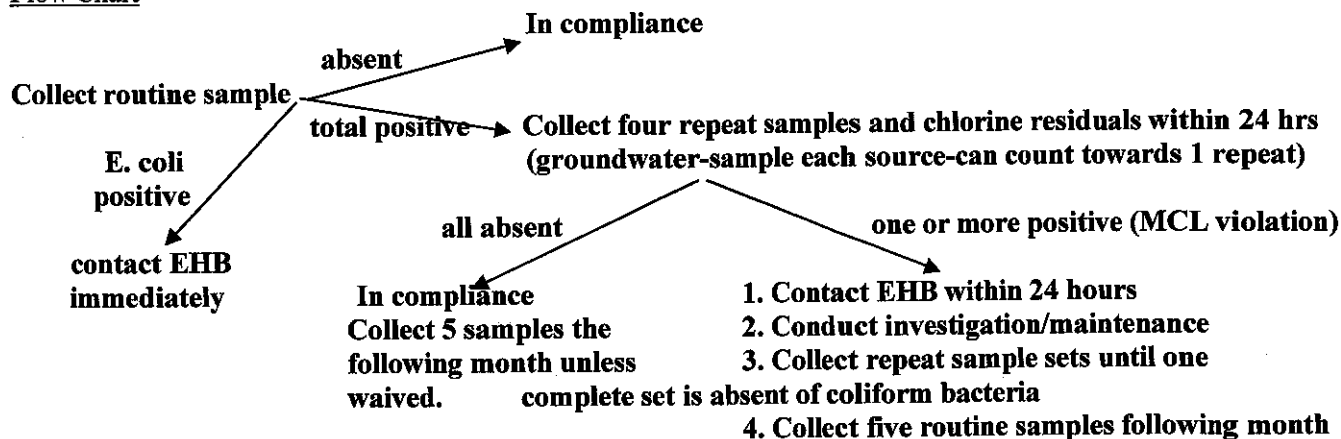 In compliance
absent
Collect routine sample
total positive
Collect four repeat samples and chlorine residuals within 24 hrs
(groundwater-sample each source-can count towards 1 repeat)
E. coli
positive
contact EHB
immediately
all absent
one or more positive (MCL violation)
In compliance
Collect 5 samples the
following month unless
waived.
1. Contact EHB within 24 hours
2. Conduct investigation/maintenance
3. Collect repeat sample sets until one
complete set is absent of coliform bacteria
4. Collect five routine samples following month